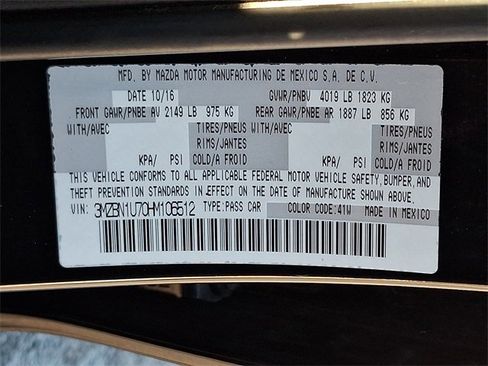 MFD. BY MAZDA MOTOR MANUFACTURING DE MEXICO S.A. DE C.V.
DATE 10/16 GVWR/PNBV 4019 LB 1823 KG
FRONT GAWR/PNBE AV 2149 LB 975 KG REAR GAWR/PNBE AR 1887 LB 856 KG
WITH/AVEC TIRES/PNEUS WITH/AVEC TIRES/PNEUS
RIMS/JANTES RIMS/JANTES
KPA/ PSI COLD/A FROID KPA/ PSI COLD/A FROID
THIS VEHICLE CONFORMS TO ALL APPLICABLE FEDERAL MOTOR VEHICLE SAFETY, BUMPER, AND
THEFT PREVENTION STANDARDS IN EFFECT ON THE DATE OF MANUFACTURE SHOWN ABOVE.
VIN: 3MZBN1U70HM106512 TYPE: PASS CAR COLOR CODE: 41W MADE IN MEXICO